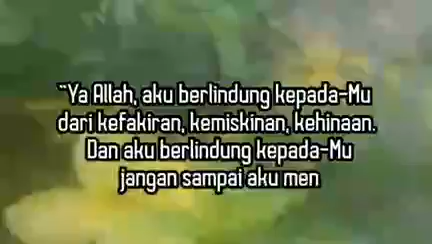 "Ya Allah, aku berlindung kepada-Mu
dari kefakiran, kemiskinan, kehinaan.
Dan aku berlindung kepada-Mu
jangan sampai aku men